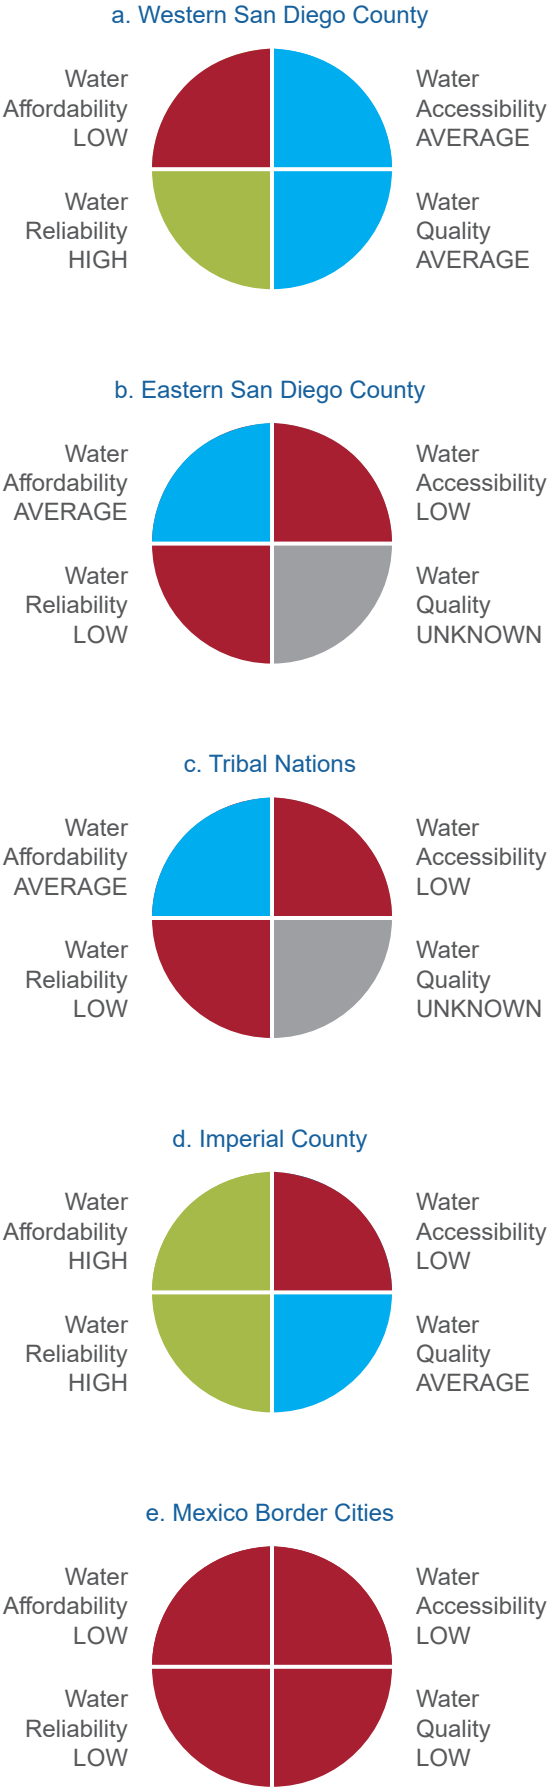 a. Western San Diego County
Water
Affordability
LOW
Water
Accessibility
AVERAGE
Water
Reliability
HIGH
Water
Quality
AVERAGE
b. Eastern San Diego County
Water
Affordability
AVERAGE
Water
Accessibility
LOW
Water
Reliability
LOW
Water
Quality
UNKNOWN
c. Tribal Nations
Water
Affordability
AVERAGE
Water
Accessibility
LOW
Water
Reliability
LOW
Water
Quality
UNKNOWN
d. Imperial County
Water
Affordability
HIGH
Water
Accessibility
LOW
Water
Reliability
HIGH
Water
Quality
AVERAGE
e. Mexico Border Cities
Water
Affordability
LOW
Water
Accessibility
LOW
Water
Reliability
LOW
Water
Quality
LOW